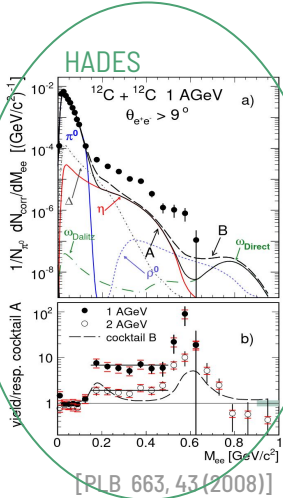 HADES
1/Nπ⁰ dNcorr/dMee [(GeV/c²)⁻¹]
10⁻²
10⁻⁴
10⁻⁶
10⁻⁸
¹²C + ¹²C 1 AGeV
θe⁺e⁻ > 9°
a)
π⁰
Δ
η
A
B
ωDalitz
ωDirect
ρ⁰
yield/resp. cocktail A
10²
10
1
1 AGeV
2 AGeV
cocktail B
b)
0 0.2 0.4 0.6 0.8 1
Mee [GeV/c²]
[PLB 663, 43 (2008)]